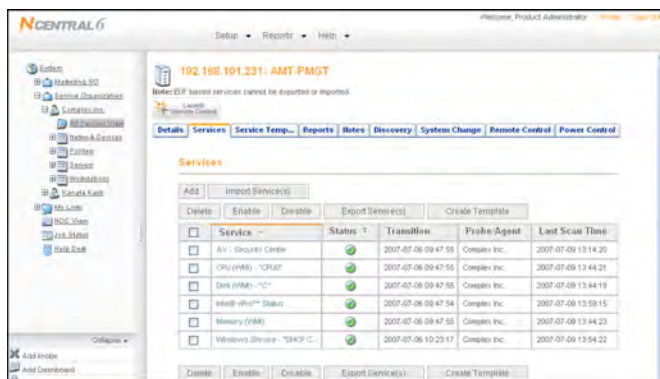 NCENTRAL 6
Welcome, Product Administrator
Setup Reports Help
System
Marketing SO
Service Organization
Complex Inc.
All Devices View
Network Devices
Printers
Servers
Workstations
Kanata Kash
My Links
NOC View
Job Status
Help Desk
Collapse
Add Probe
Add Dashboard
192.168.101.231: AMT-PMGT
Note: EUF based services cannot be exported or imported.
Launch
Remote Control
Details Services Service Temp... Reports Notes Discovery System Change Remote Control Power Control
Services
Add Import Service(s)
Delete Enable Disable Export Service(s) Create Template
Service Status Transition Probe/Agent Last Scan Time
AV - Security Center 2007-07-06 09:47:55 Complex Inc. 2007-07-09 13:14:20
CPU (WMI) - "CPU0" 2007-07-06 09:47:55 Complex Inc. 2007-07-09 13:44:21
Disk (WMI) - "C:" 2007-07-06 09:47:55 Complex Inc. 2007-07-09 13:44:19
Intel® vPro™ Status 2007-07-06 09:47:54 Complex Inc. 2007-07-09 13:59:15
Memory (WMI) 2007-07-06 09:47:55 Complex Inc. 2007-07-09 13:44:23
Windows Service - "DHCP C... 2007-07-06 10:23:17 Complex Inc. 2007-07-09 13:54:22
Delete Enable Disable Export Service(s) Create Template